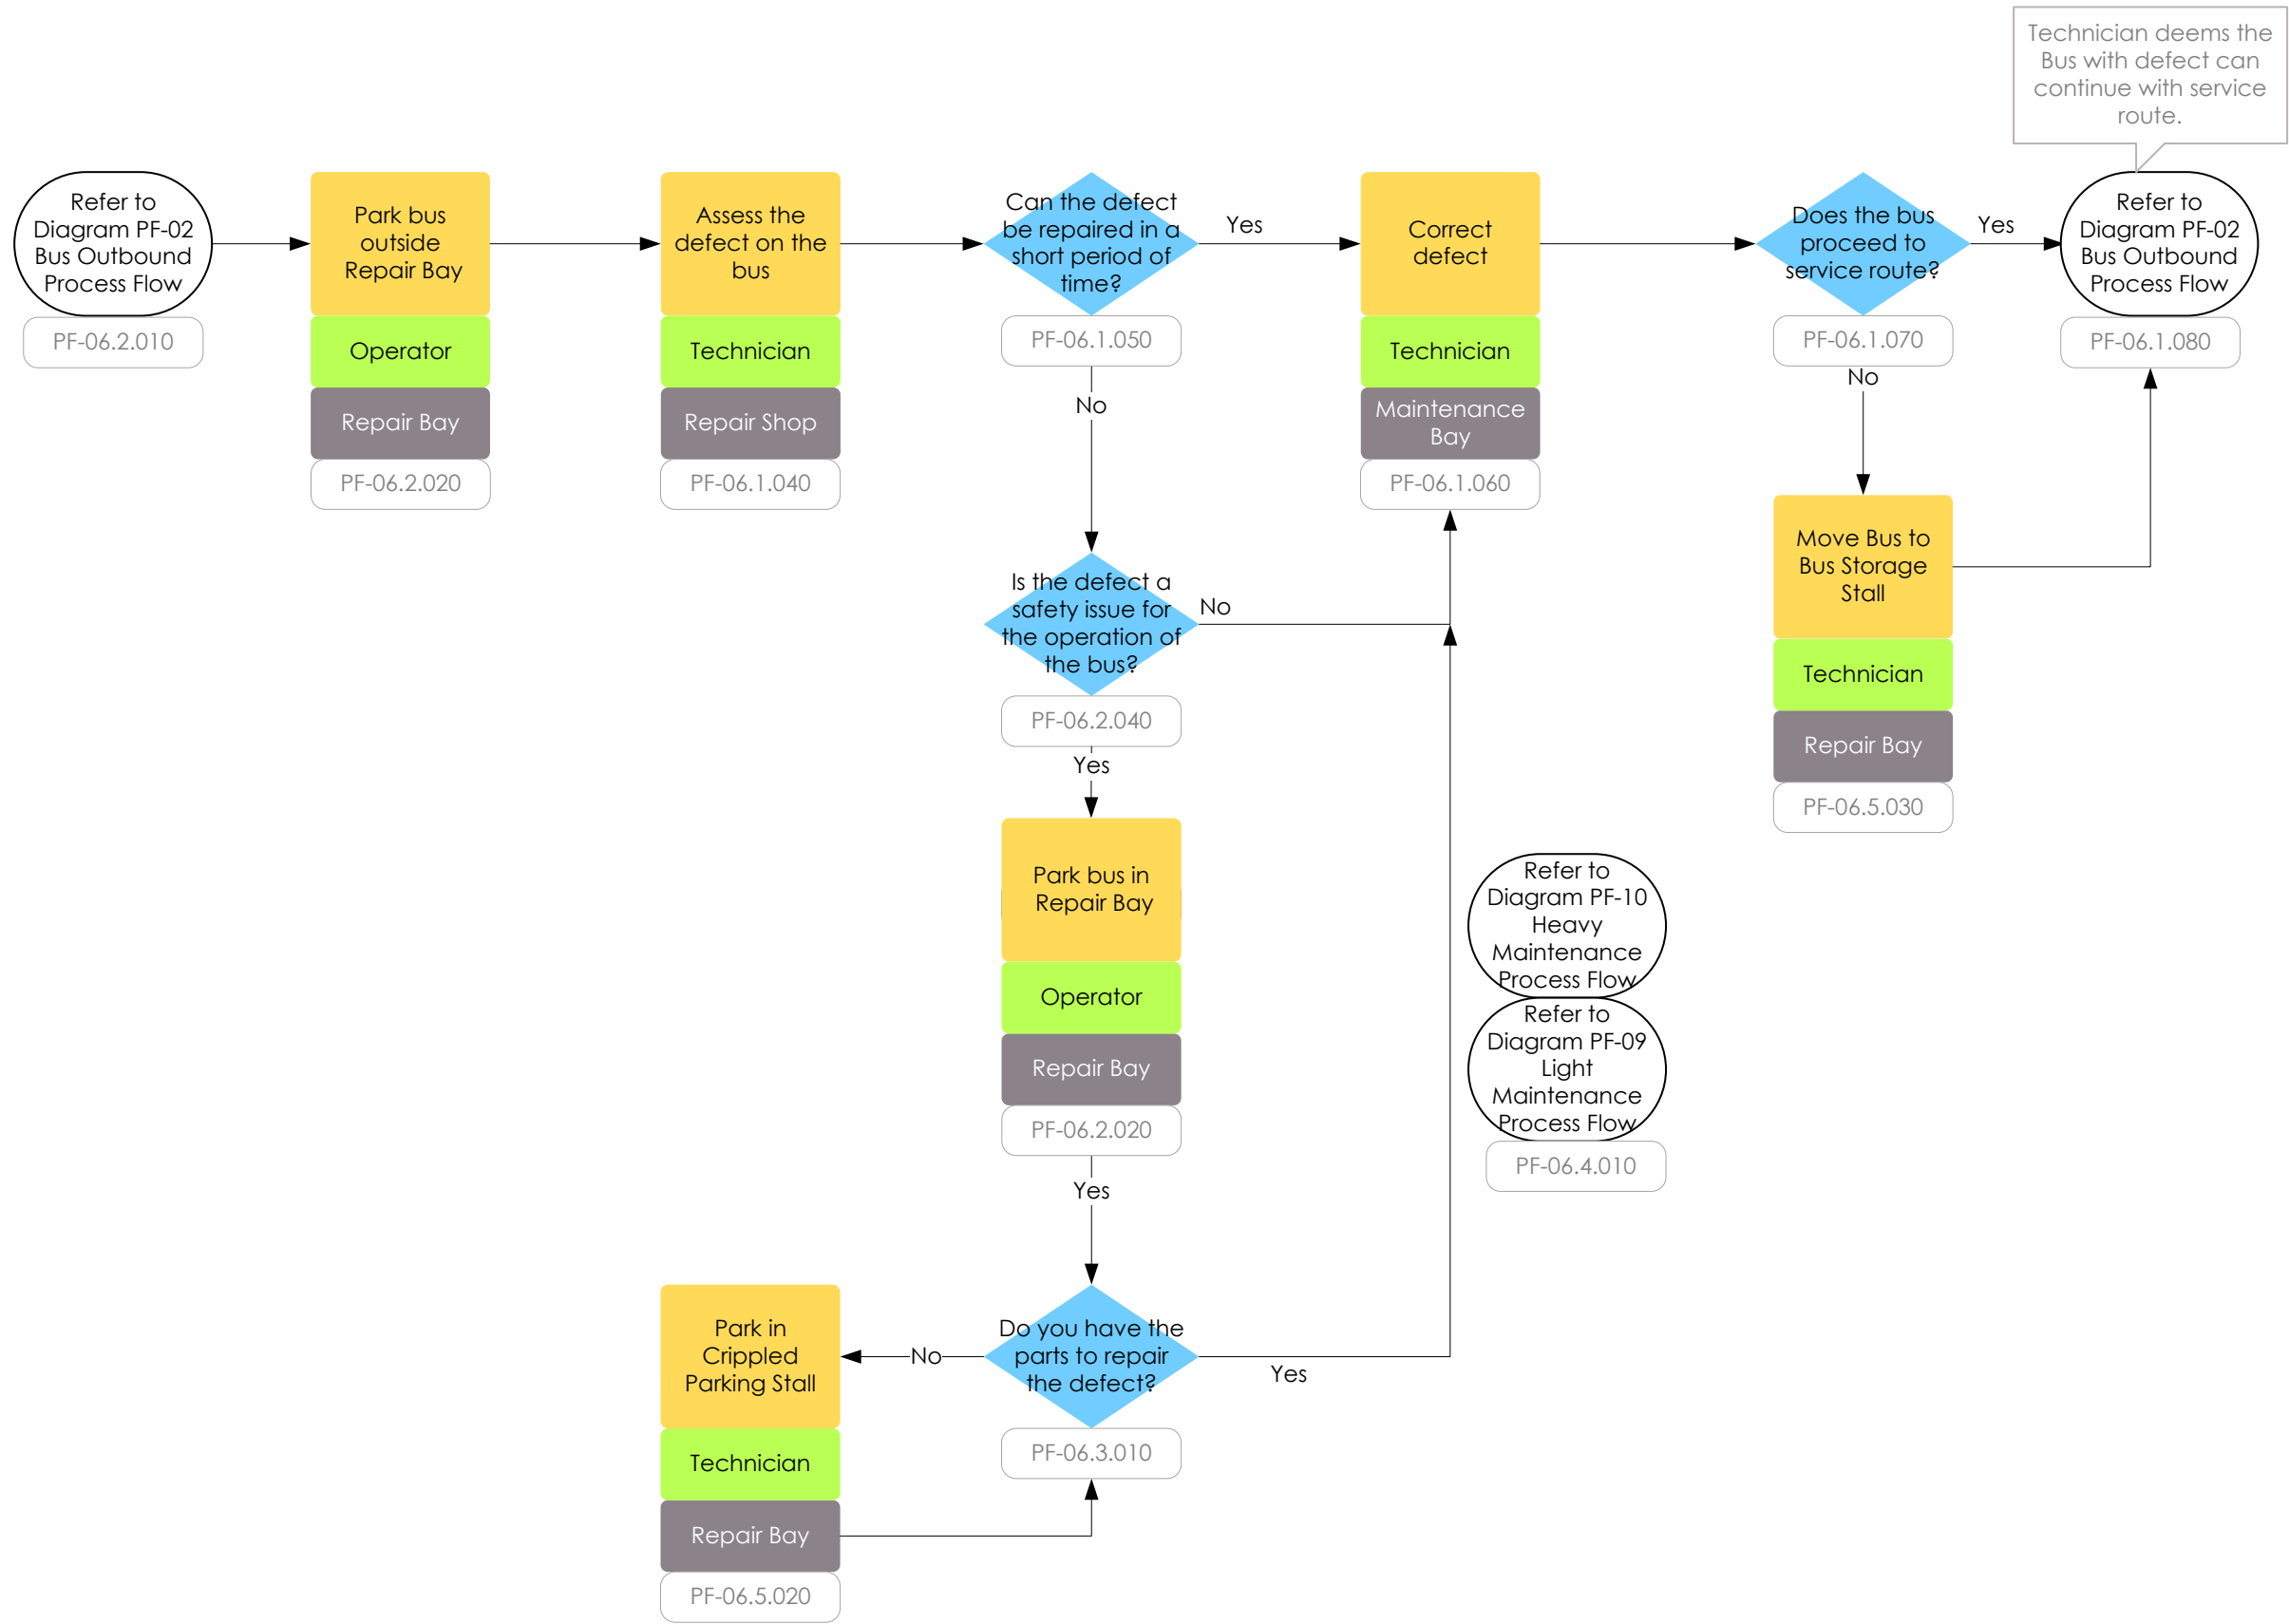 Technician deems the
Bus with defect can
continue with service
route.
Refer to
Diagram PF-02
Bus Outbound
Process Flow
PF-06.2.010
Park bus
outside
Repair Bay
Operator
Repair Bay
PF-06.2.020
Assess the
defect on the
bus
Technician
Repair Shop
PF-06.1.040
Can the defect
be repaired in a
short period of
time?
PF-06.1.050
Yes
No
Correct
defect
Technician
Maintenance
Bay
PF-06.1.060
Does the bus
proceed to
service route?
PF-06.1.070
Yes
No
Refer to
Diagram PF-02
Bus Outbound
Process Flow
PF-06.1.080
Move Bus to
Bus Storage
Stall
Technician
Repair Bay
PF-06.5.030
Is the defect a
safety issue for
the operation of
the bus?
PF-06.2.040
No
Yes
Park bus in
Repair Bay
Operator
Repair Bay
PF-06.2.020
Yes
Refer to
Diagram PF-10
Heavy
Maintenance
Process Flow
Refer to
Diagram PF-09
Light
Maintenance
Process Flow
PF-06.4.010
Do you have the
parts to repair
the defect?
PF-06.3.010
Yes
No
Park in
Crippled
Parking Stall
Technician
Repair Bay
PF-06.5.020